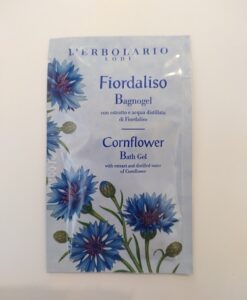 L'ERBOLARIO
LODI
Fiordaliso
Bagnogel
con estratto e acqua distillata
di Fiordaliso
Cornflower
Bath Gel
with extract and distilled water
of Cornflower